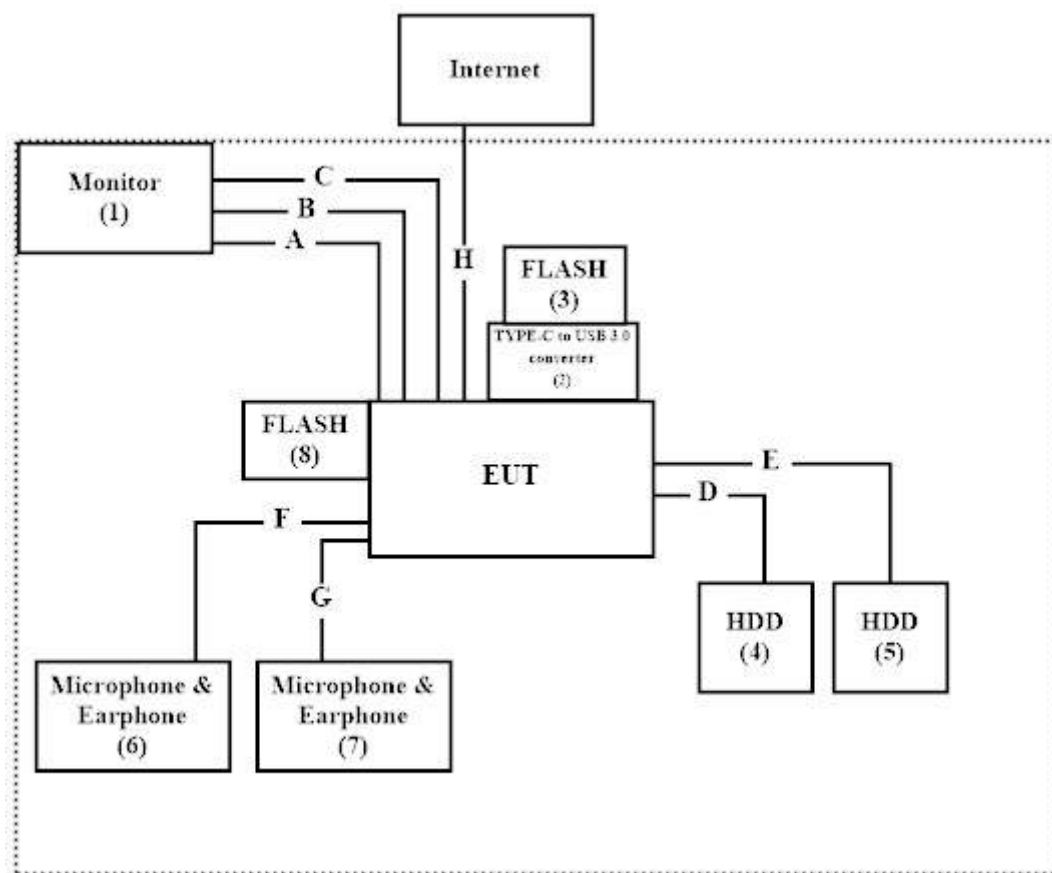 Internet
Monitor
(1)
C
B
A
H
FLASH
(3)
TYPE-C to USB 3.0
converter
(2)
FLASH
(8)
EUT
E
D
F
G
HDD
(4)
HDD
(5)
Microphone &
Earphone
(6)
Microphone &
Earphone
(7)